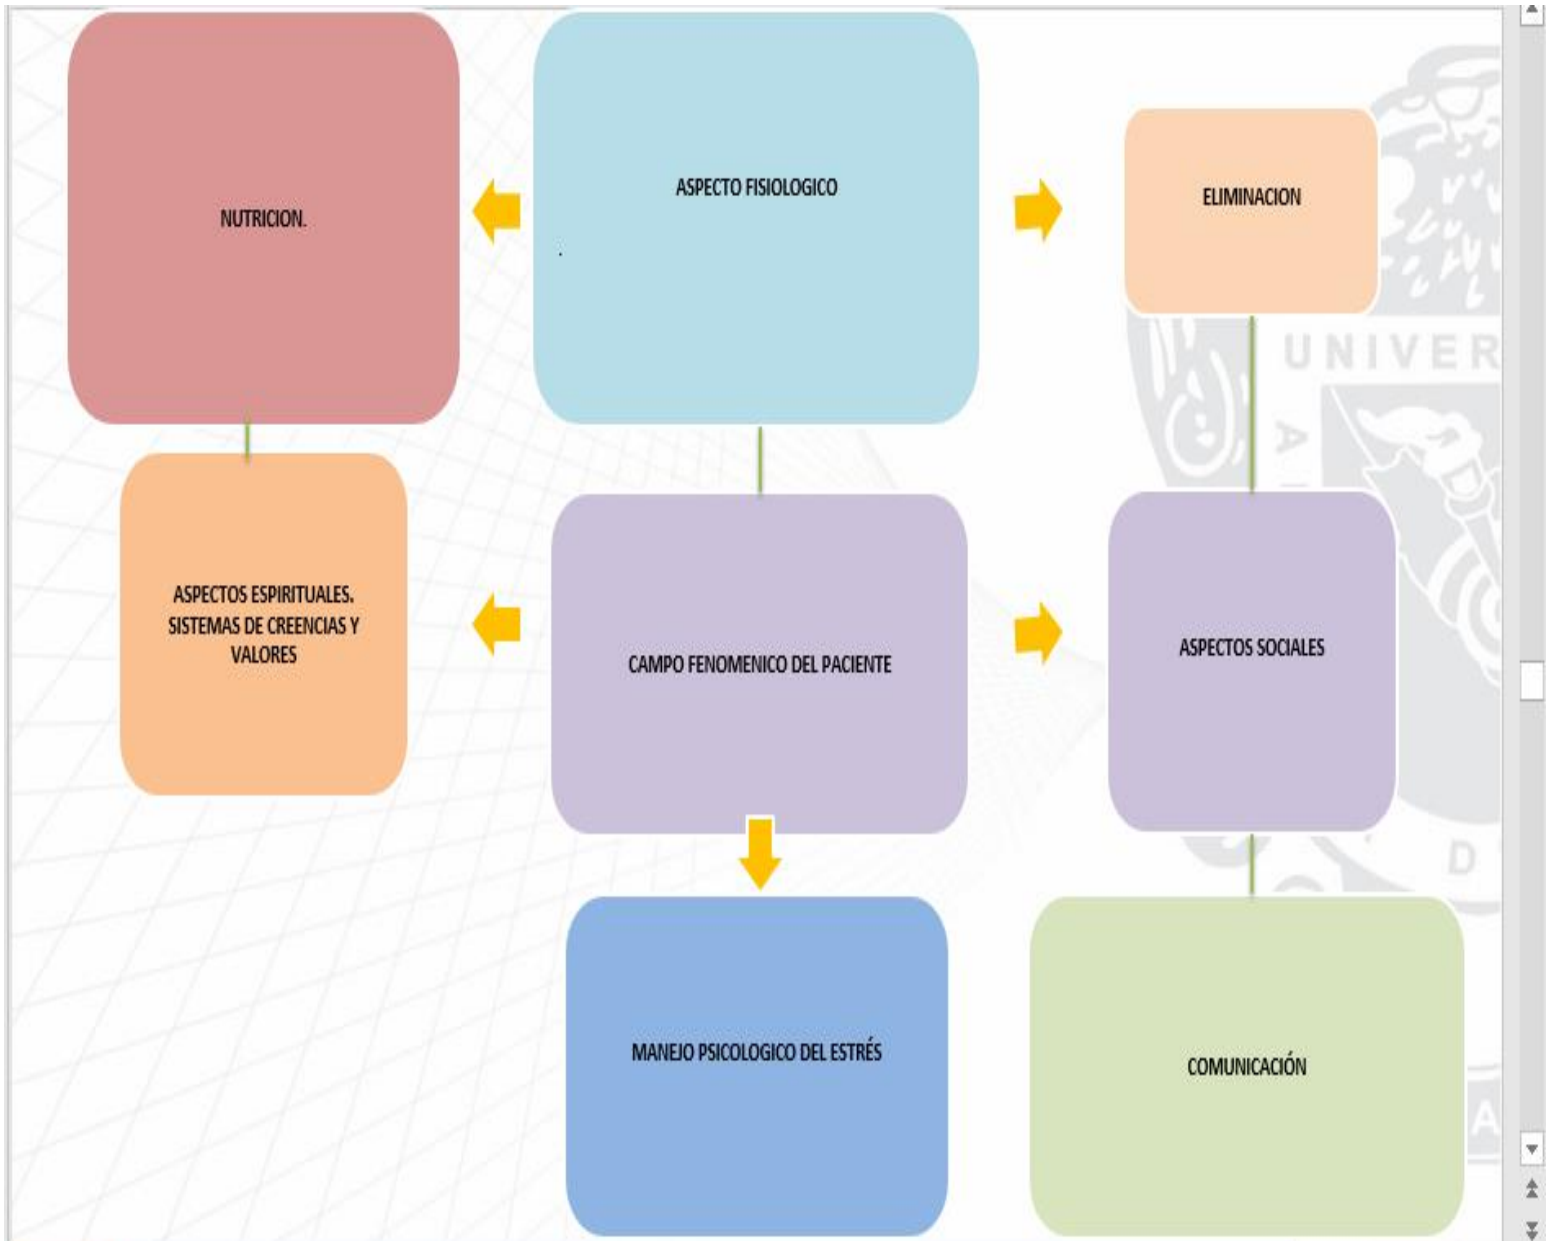 NUTRICION.
ASPECTO FISIOLOGICO
.
ELIMINACION
UNIVER
A
ASPECTOS ESPIRITUALES.
SISTEMAS DE CREENCIAS Y
VALORES
CAMPO FENOMENICO DEL PACIENTE
ASPECTOS SOCIALES
D
MANEJO PSICOLOGICO DEL ESTRÉS
COMUNICACIÓN
A